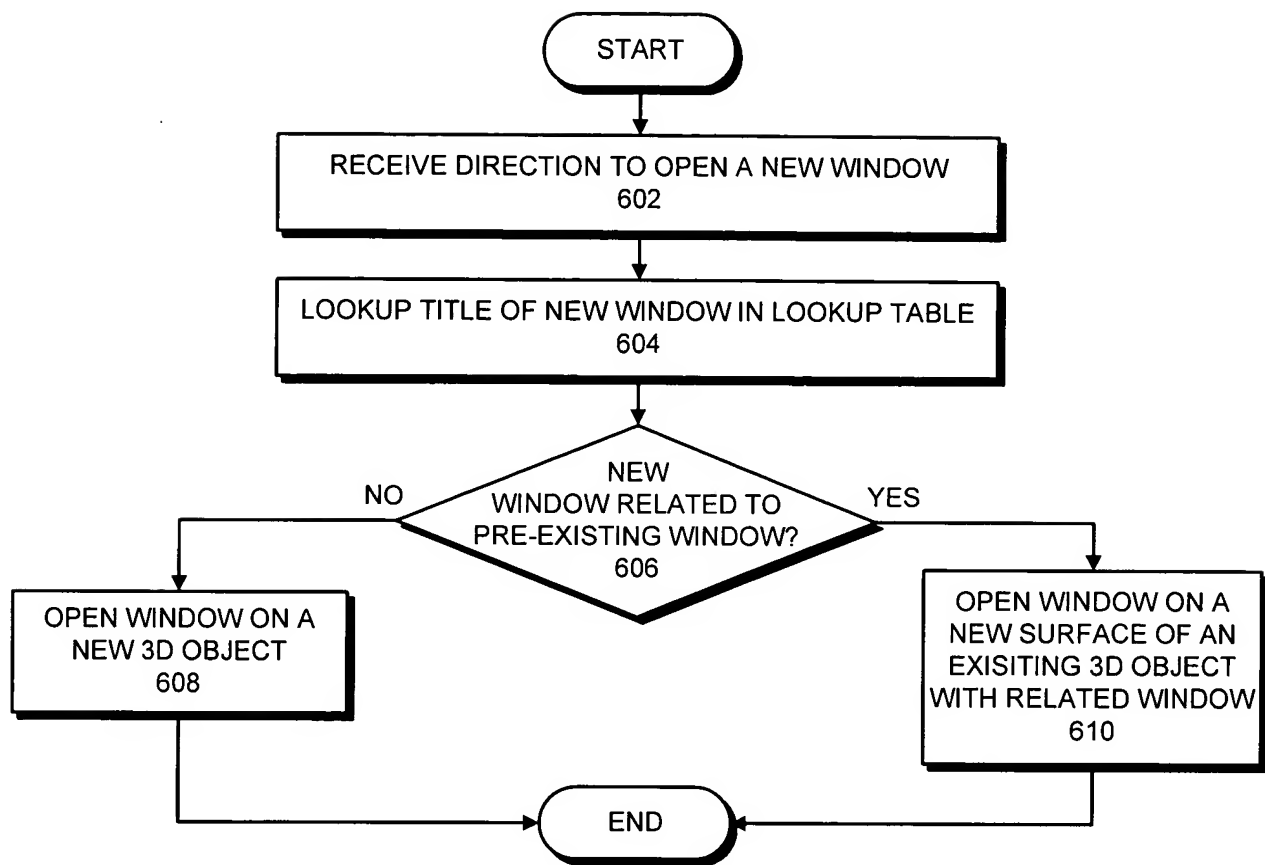 START
RECEIVE DIRECTION TO OPEN A NEW WINDOW
602
LOOKUP TITLE OF NEW WINDOW IN LOOKUP TABLE
604
NEW
WINDOW RELATED TO
PRE-EXISTING WINDOW?
606
NO
YES
OPEN WINDOW ON A
NEW 3D OBJECT
608
OPEN WINDOW ON A
NEW SURFACE OF AN
EXISITING 3D OBJECT
WITH RELATED WINDOW
610
END